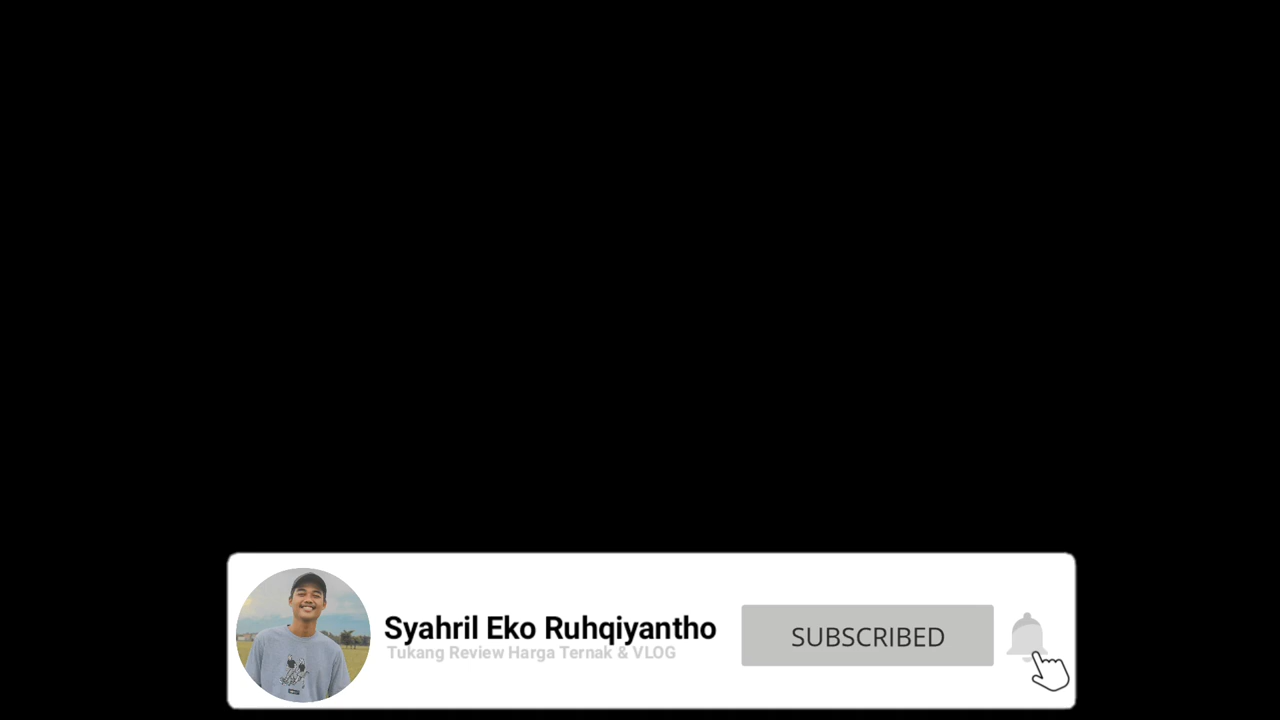 Syahril Eko Ruhqiyantho
Tukang Review Harga Ternak & VLOG
SUBSCRIBED